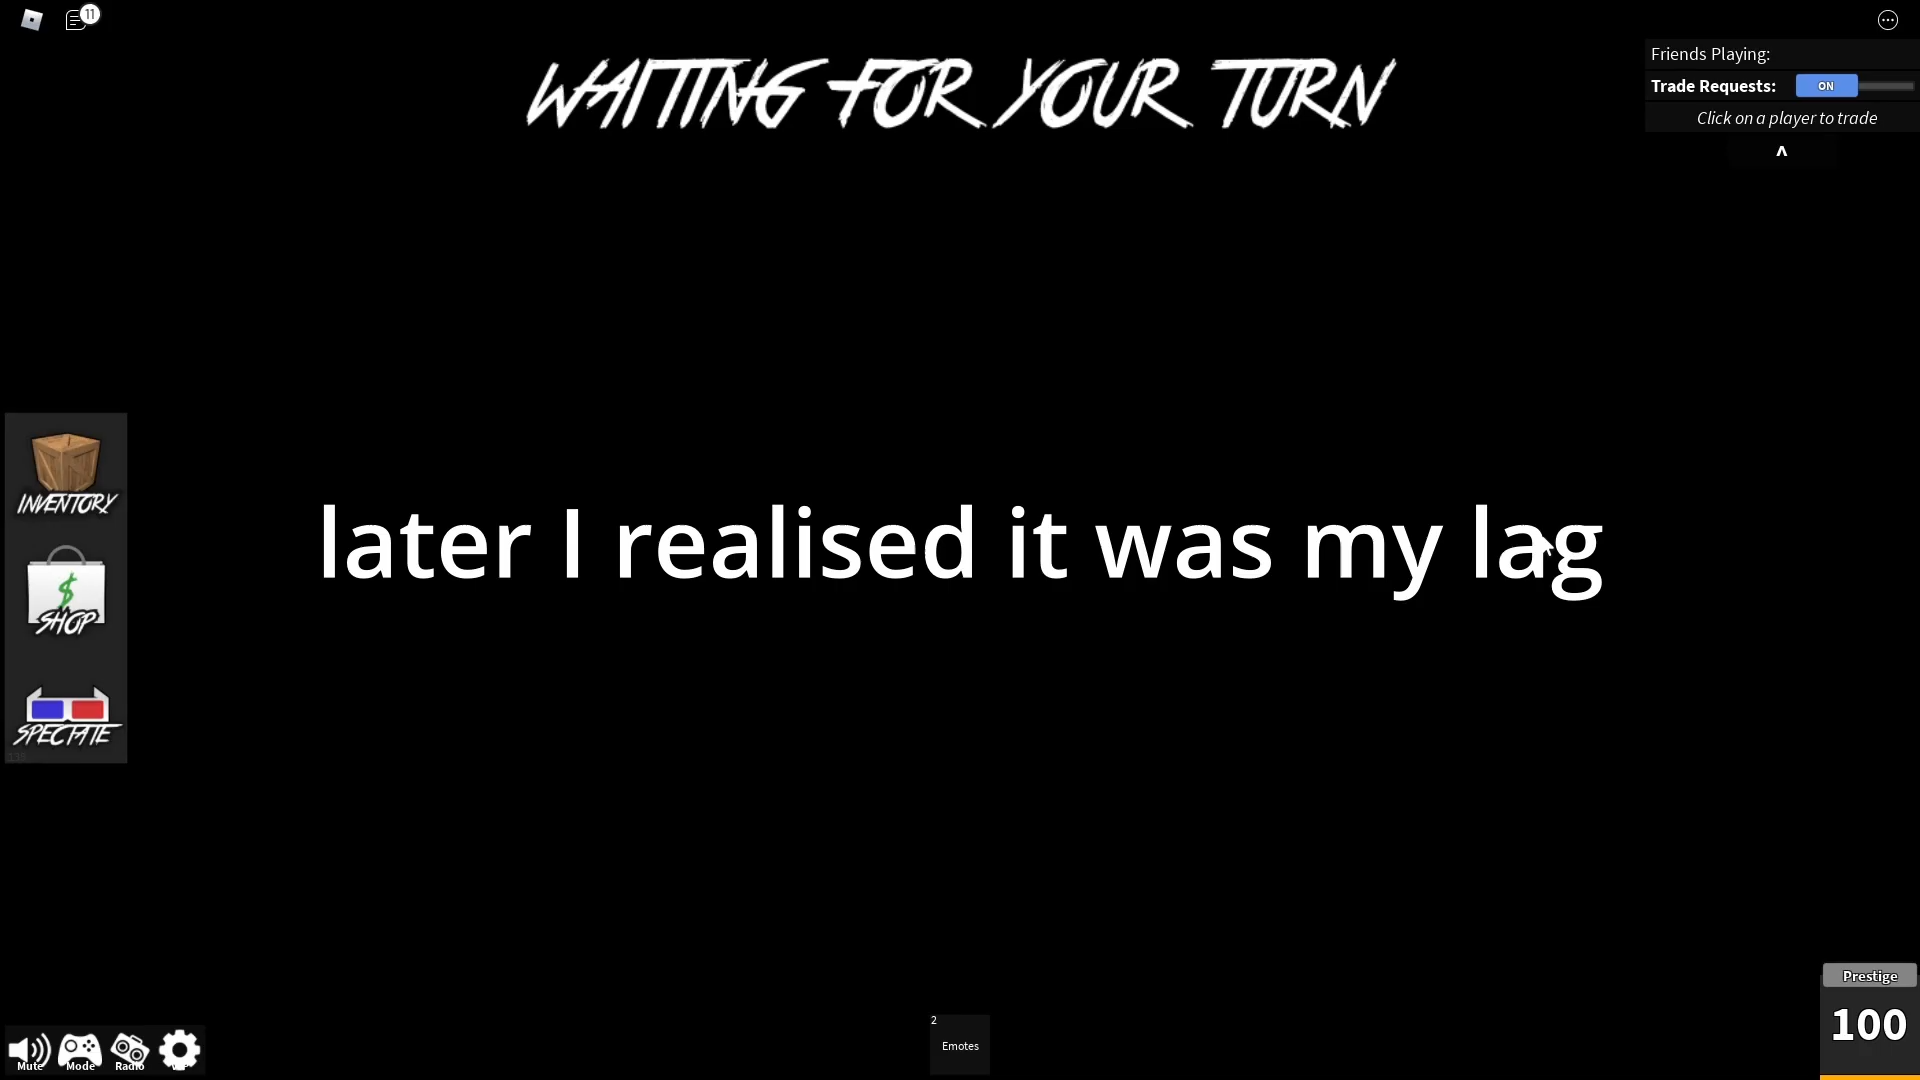 11
WAITING FOR YOUR TURN
Friends Playing:
Trade Requests: ON
Click on a player to trade
INVENTORY
later I realised it was my lag
$
SHOP
SPECTATE
Prestige
100
2
Emotes
Mute
Mode
Radio